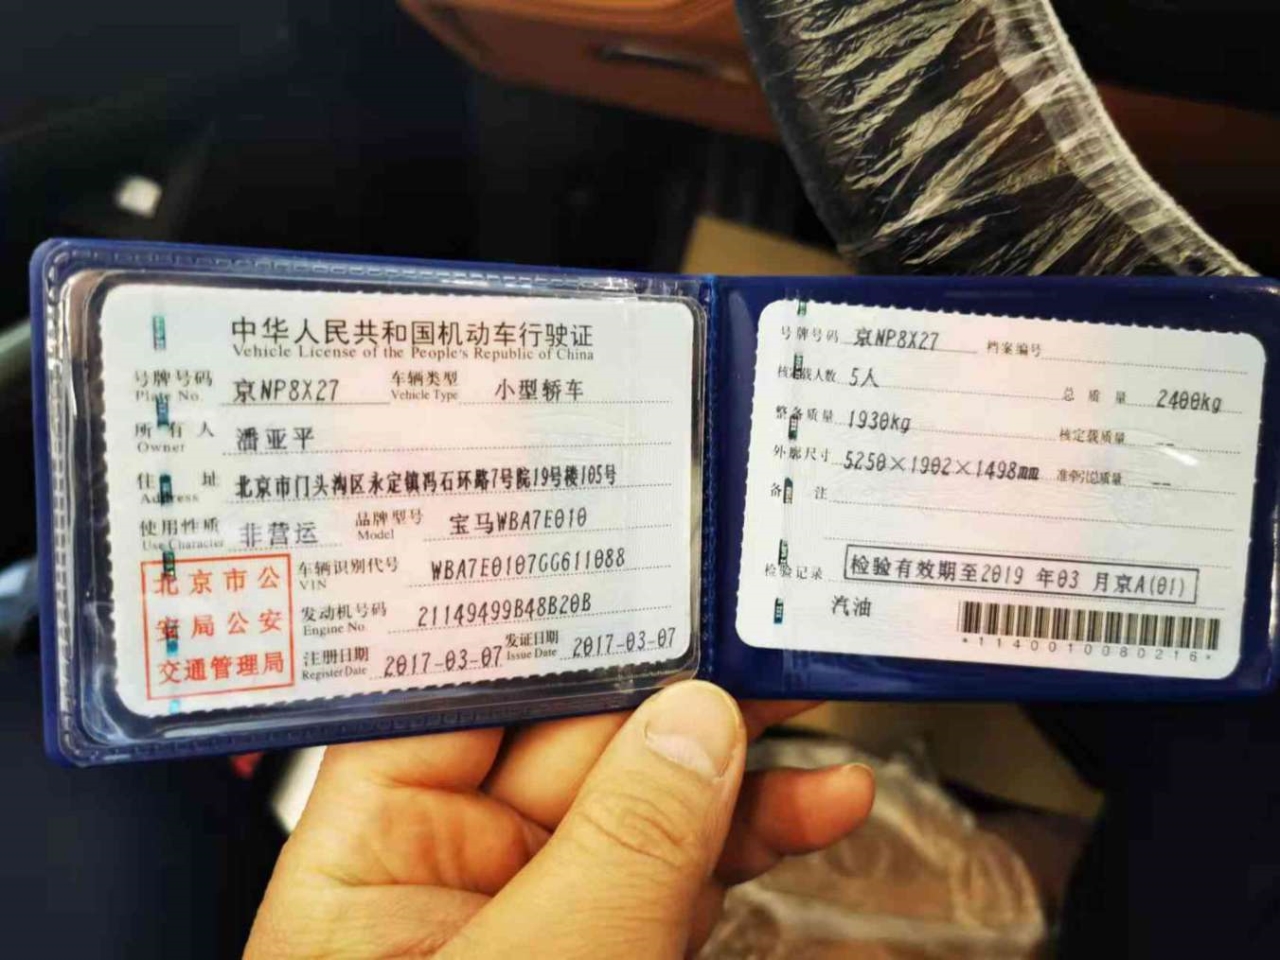 中华人民共和国机动车行驶证
Vehicle License of the People's Republic of China
号牌号码 京NP8X27 车辆类型 小型轿车
Plate No. Vehicle Type
所有人 潘亚平
Owner
住址 北京市门头沟区永定镇冯石环路7号院19号楼105号
Address
使用性质 非营运 品牌型号 宝马WBA7E010
Use Character Model
北京市公
安局公安
交通管理局
车辆识别代号 WBA7E0107GG611088
VIN
发动机号码 21149499B48B20B
Engine No.
注册日期 2017-03-07 发证日期 2017-03-07
Register Date Issue Date
号牌号码 京NP8X27 档案编号
核定载人数 5人 总质量 2400kg
整备质量 1930kg 核定载质量 --
外廓尺寸 5250×1902×1498mm 准牵引总质量 --
备注
检验记录 检验有效期至2019年03月京A(01)
汽油
*1140010080216*